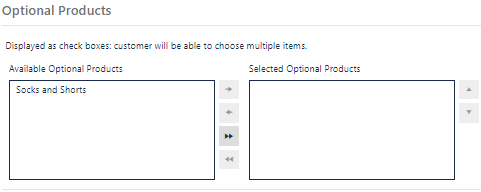 Optional Products
Displayed as check boxes: customer will be able to choose multiple items.
Available Optional Products
Selected Optional Products
Socks and Shorts